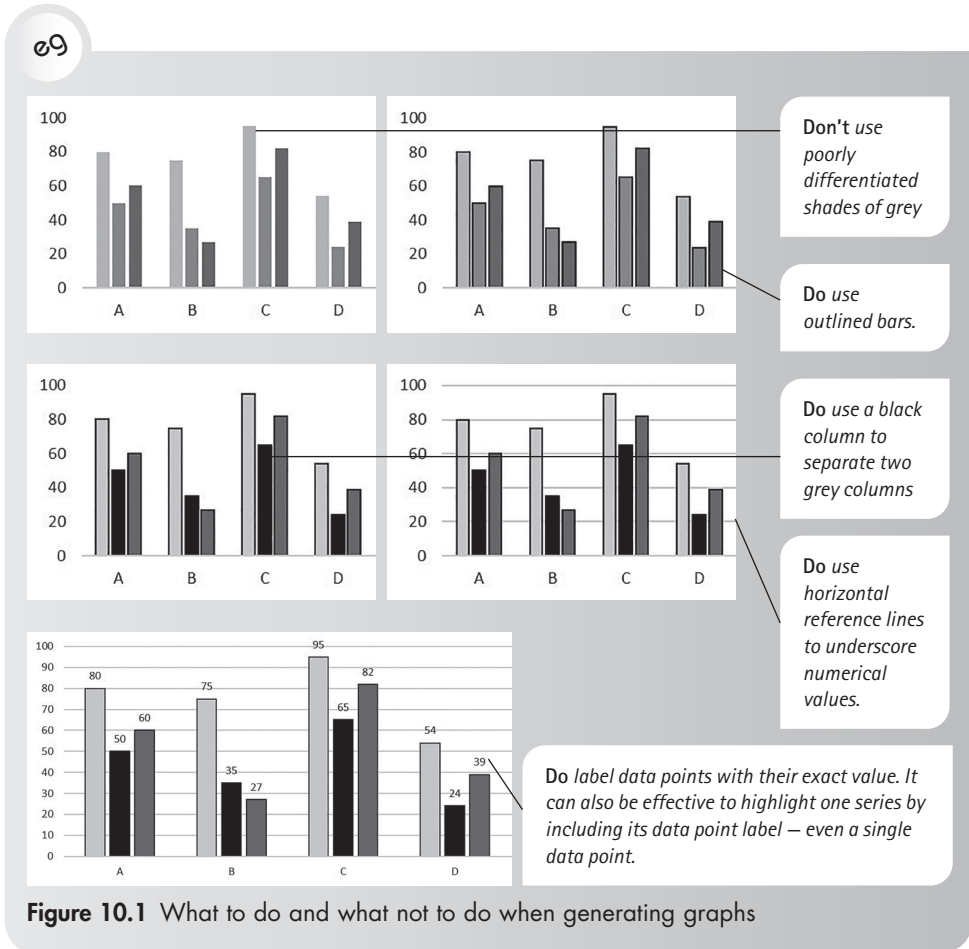 eg
100
80
60
40
20
0
A B C D
100
80
60
40
20
0
A B C D
Don't use
poorly
differentiated
shades of grey
Do use
outlined bars.
100
80
60
40
20
0
A B C D
100
80
60
40
20
0
A B C D
Do use a black
column to
separate two
grey columns
Do use
horizontal
reference lines
to underscore
numerical
values.
100
90
80
70
60
50
40
30
20
10
0
80 50 60
75 35 27
95 65 82
54 24 39
A B C D
Do label data points with their exact value. It
can also be effective to highlight one series by
including its data point label — even a single
data point.
Figure 10.1 What to do and what not to do when generating graphs